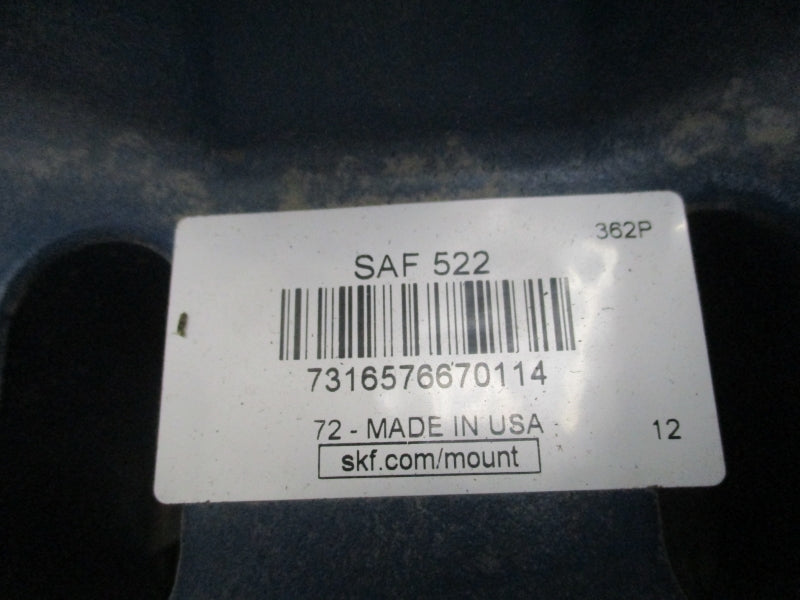 362P
SAF 522
7316576670114
72 - MADE IN USA
12
skf.com/mount